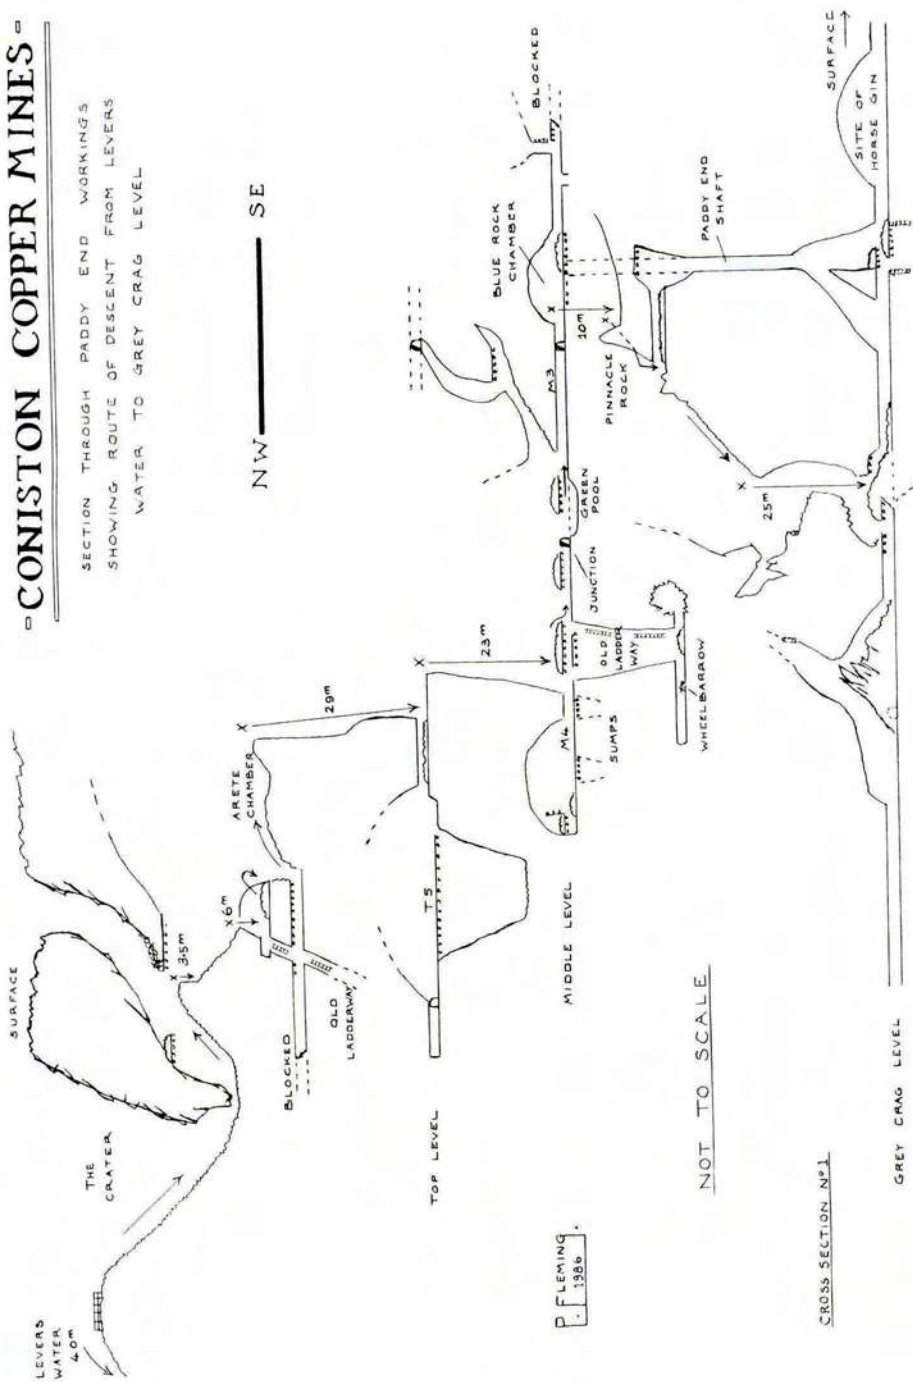 -CONISTON COPPER MINES-
SECTION THROUGH PADDY END WORKINGS
SHOWING ROUTE OF DESCENT FROM LEVERS
WATER TO GREY CRAG LEVEL
NW SE
SURFACE
LEVERS
WATER
40m
THE
CRATER
3.5m
6m
ARETE
CHAMBER
29m
BLOCKED
OLD
LADDERWAY
TOP LEVEL
T5
23m
MIDDLE LEVEL
M4
SUMPS
OLD
LADDER
WAY
JUNCTION
GREEN
POOL
M3
BLUE ROCK
CHAMBER
BLOCKED
10m
PINNACLE
ROCK
WHEELBARROW
PADDY END
SHAFT
25m
SURFACE
SITE OF
HORSE GIN
P. FLEMING.
1986
NOT TO SCALE
CROSS SECTION Nº 1
GREY CRAG LEVEL